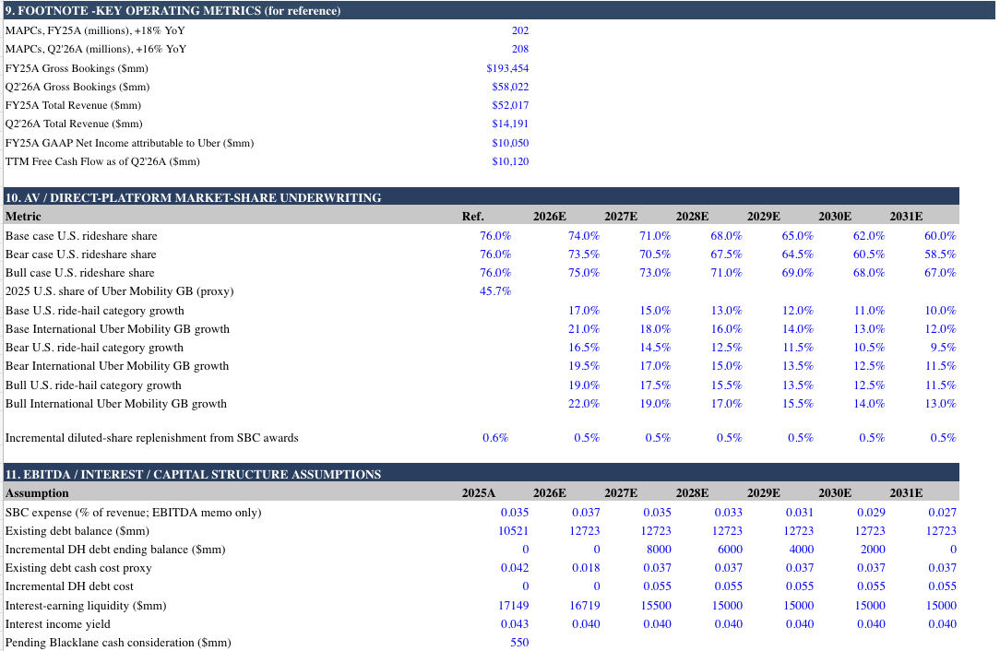 9. FOOTNOTE -KEY OPERATING METRICS (for reference)
MAPCs, FY25A (millions), +18% YoY 202
MAPCs, Q2'26A (millions), +16% YoY 208
FY25A Gross Bookings ($mm) $193,454
Q2'26A Gross Bookings ($mm) $58,022
FY25A Total Revenue ($mm) $52,017
Q2'26A Total Revenue ($mm) $14,191
FY25A GAAP Net Income attributable to Uber ($mm) $10,050
TTM Free Cash Flow as of Q2'26A ($mm) $10,120
10. AV / DIRECT-PLATFORM MARKET-SHARE UNDERWRITING
Metric Ref. 2026E 2027E 2028E 2029E 2030E 2031E
Base case U.S. rideshare share 76.0% 74.0% 71.0% 68.0% 65.0% 62.0% 60.0%
Bear case U.S. rideshare share 76.0% 73.5% 70.5% 67.5% 64.5% 60.5% 58.5%
Bull case U.S. rideshare share 76.0% 75.0% 73.0% 71.0% 69.0% 68.0% 67.0%
2025 U.S. share of Uber Mobility GB (proxy) 45.7%
Base U.S. ride-hail category growth 17.0% 15.0% 13.0% 12.0% 11.0% 10.0%
Base International Uber Mobility GB growth 21.0% 18.0% 16.0% 14.0% 13.0% 12.0%
Bear U.S. ride-hail category growth 16.5% 14.5% 12.5% 11.5% 10.5% 9.5%
Bear International Uber Mobility GB growth 19.5% 17.0% 15.0% 13.5% 12.5% 11.5%
Bull U.S. ride-hail category growth 19.0% 17.5% 15.5% 13.5% 12.5% 11.5%
Bull International Uber Mobility GB growth 22.0% 19.0% 17.0% 15.5% 14.0% 13.0%
Incremental diluted-share replenishment from SBC awards 0.6% 0.5% 0.5% 0.5% 0.5% 0.5% 0.5%
11. EBITDA / INTEREST / CAPITAL STRUCTURE ASSUMPTIONS
Assumption 2025A 2026E 2027E 2028E 2029E 2030E 2031E
SBC expense (% of revenue; EBITDA memo only) 0.035 0.037 0.035 0.033 0.031 0.029 0.027
Existing debt balance ($mm) 10521 12723 12723 12723 12723 12723 12723
Incremental DH debt ending balance ($mm) 0 0 8000 6000 4000 2000 0
Existing debt cash cost proxy 0.042 0.018 0.037 0.037 0.037 0.037 0.037
Incremental DH debt cost 0 0 0.055 0.055 0.055 0.055 0.055
Interest-earning liquidity ($mm) 17149 16719 15500 15000 15000 15000 15000
Interest income yield 0.043 0.040 0.040 0.040 0.040 0.040 0.040
Pending Blacklane cash consideration ($mm) 550